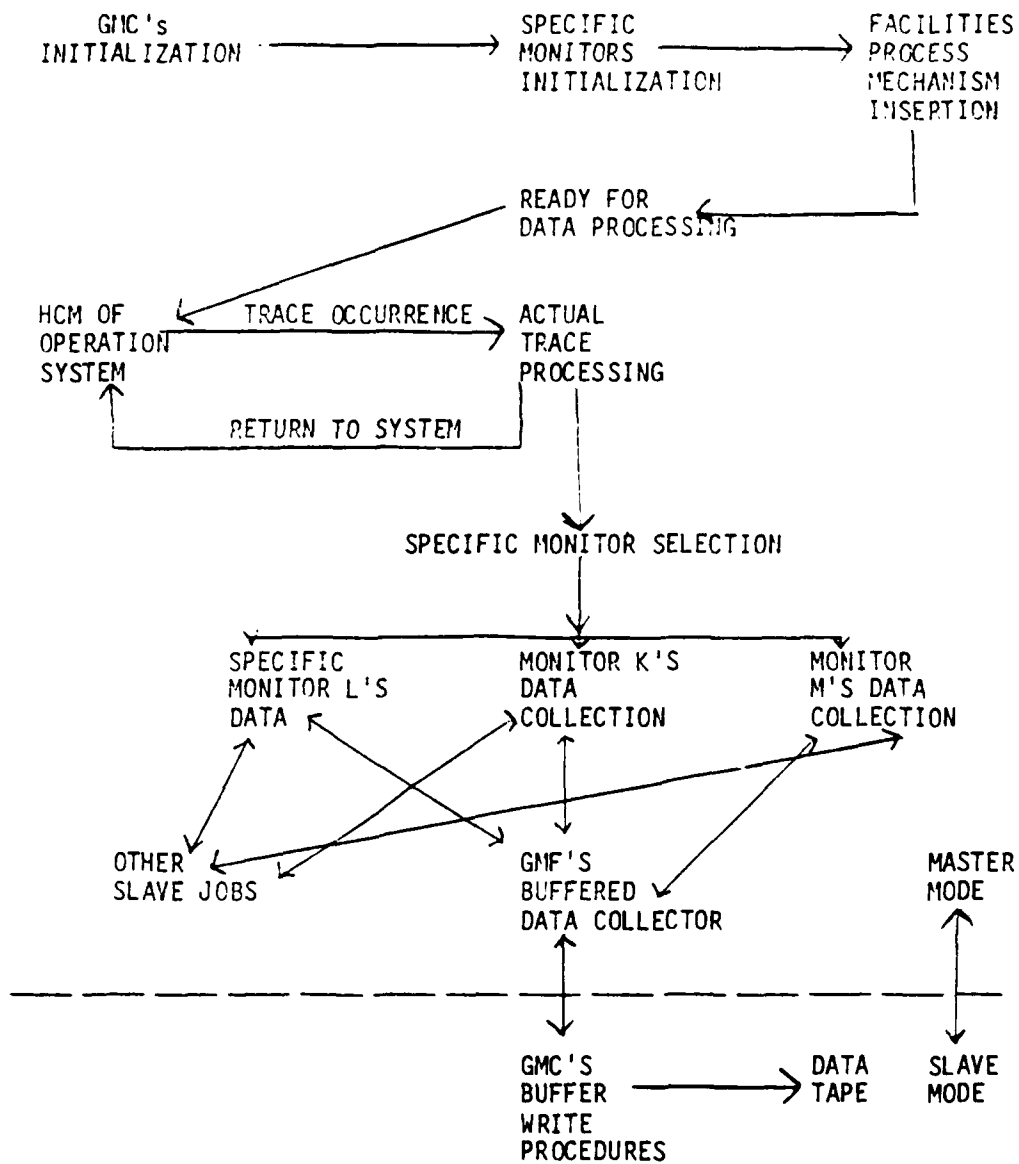 GMC's
INITIALIZATION
SPECIFIC
MONITORS
INITIALIZATION
FACILITIES
PROCESS
MECHANISM
INSERTION
READY FOR
DATA PROCESSING
HCM OF
OPERATION
SYSTEM
TRACE OCCURRENCE
ACTUAL
TRACE
PROCESSING
RETURN TO SYSTEM
SPECIFIC MONITOR SELECTION
SPECIFIC
MONITOR L'S
DATA
MONITOR K'S
DATA
COLLECTION
MONITOR
M'S DATA
COLLECTION
OTHER
SLAVE JOBS
GMF'S
BUFFERED
DATA COLLECTOR
MASTER
MODE
GMC'S
BUFFER
WRITE
PROCEDURES
DATA
TAPE
SLAVE
MODE